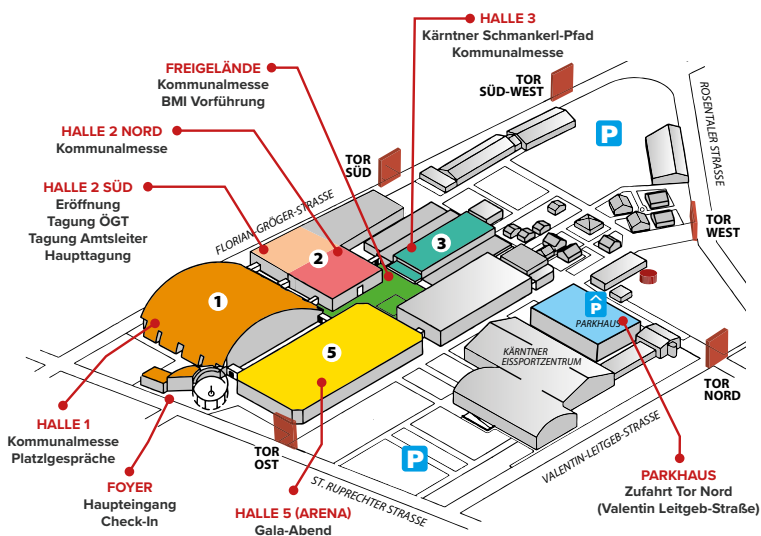 HALLE 3
Kärntner Schmankerl-Pfad
Kommunalmesse
FREIGELÄNDE
Kommunalmesse
BMI Vorführung
TOR
SÜD-WEST
ROSENTALER STRASSE
P
HALLE 2 NORD
Kommunalmesse
TOR
SÜD
HALLE 2 SÜD
Eröffnung
Tagung ÖGT
Tagung Amtsleiter
Haupttagung
FLORIAN-GRÖGER-STRASSE
TOR
WEST
3
2
1
P
PARKHAUS
5
KÄRNTNER
EISSPORTZENTRUM
TOR
NORD
HALLE 1
Kommunalmesse
Platzlgespräche
TOR
OST
P
VALENTIN-LEITGEB-STRASSE
ST. RUPRECHTER STRASSE
FOYER
Haupteingang
Check-In
HALLE 5 (ARENA)
Gala-Abend
PARKHAUS
Zufahrt Tor Nord
(Valentin Leitgeb-Straße)